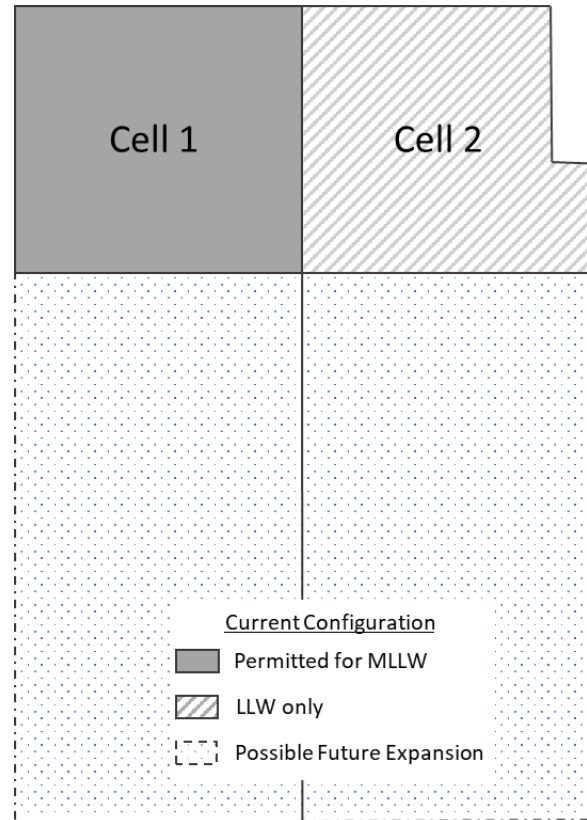 Cell 1
Cell 2
Current Configuration
Permitted for MLLW
LLW only
Possible Future Expansion